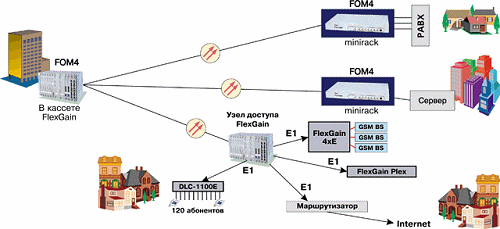 FOM4
PABX
minirack
FOM4
В кассете
FlexGain
FOM4
minirack
Сервер
Узел доступа
FlexGain
E1
FlexGain
4xE
GSM BS
GSM BS
GSM BS
E1
E1
FlexGain Plex
DLC-1100E
120 абонентов
E1
Маршрутизатор
Internet